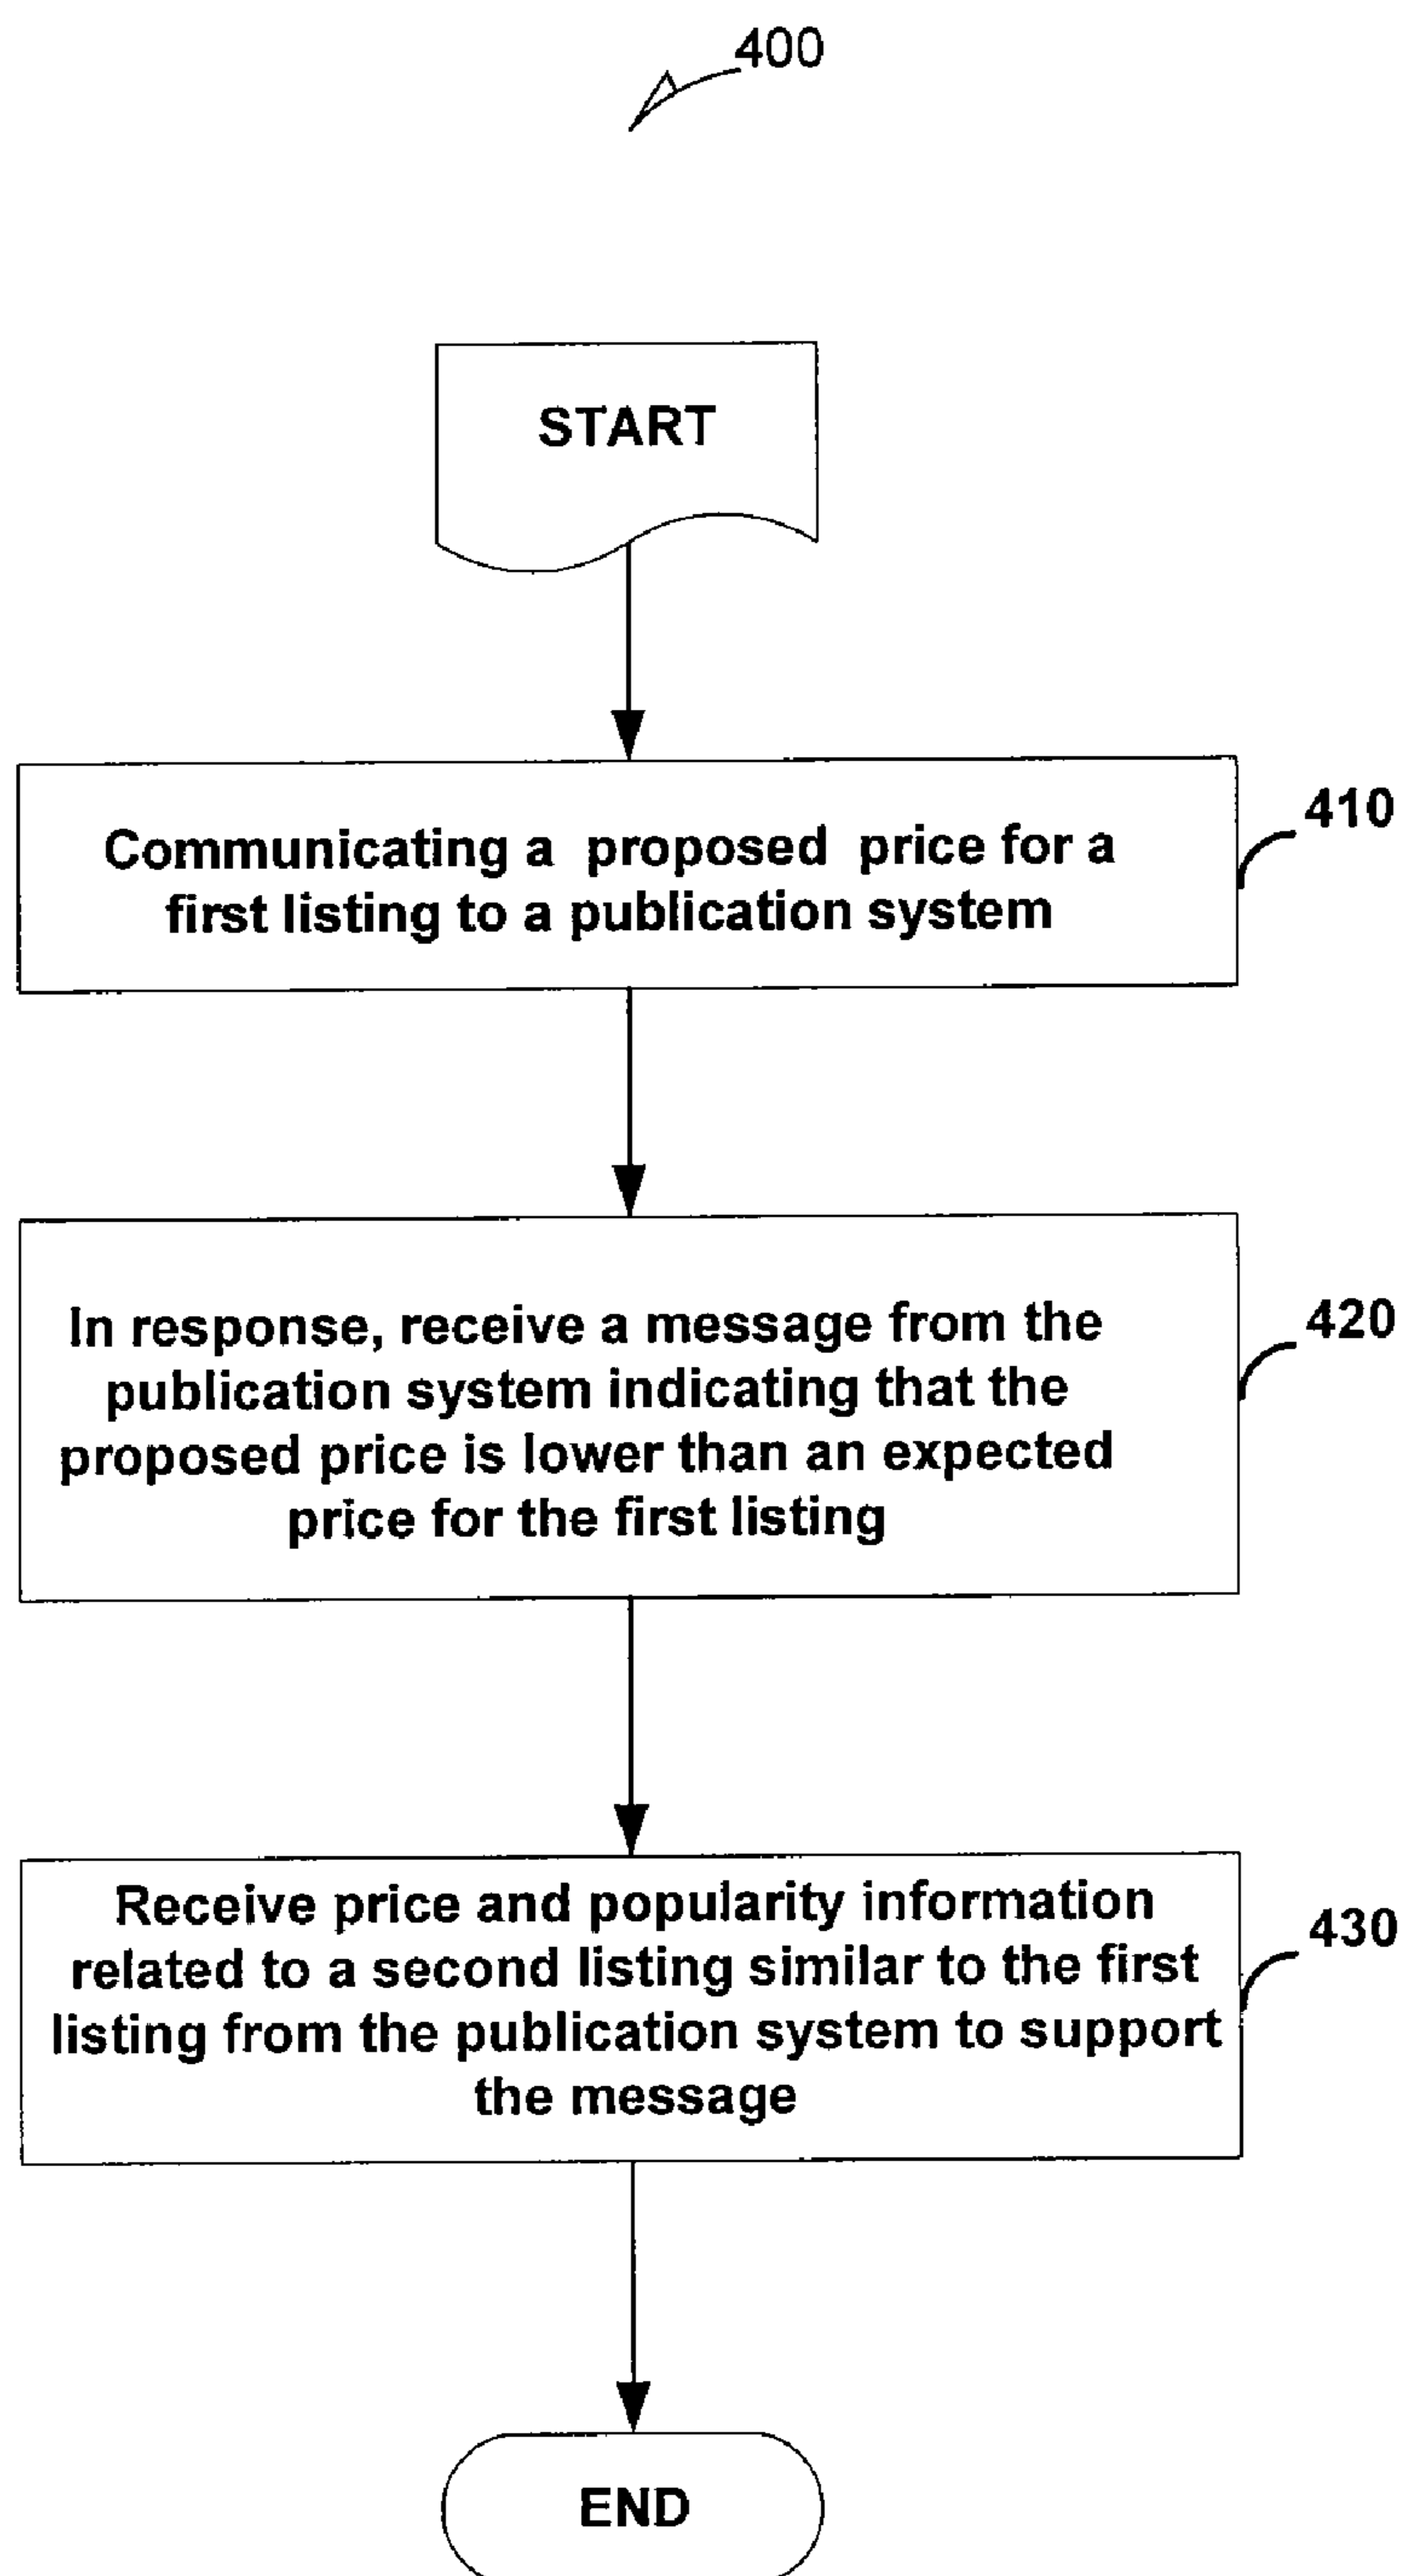 400
START
Communicating a proposed price for a
first listing to a publication system
410
In response, receive a message from the
publication system indicating that the
proposed price is lower than an expected
price for the first listing
420
Receive price and popularity information
related to a second listing similar to the first
listing from the publication system to support
the message
430
END